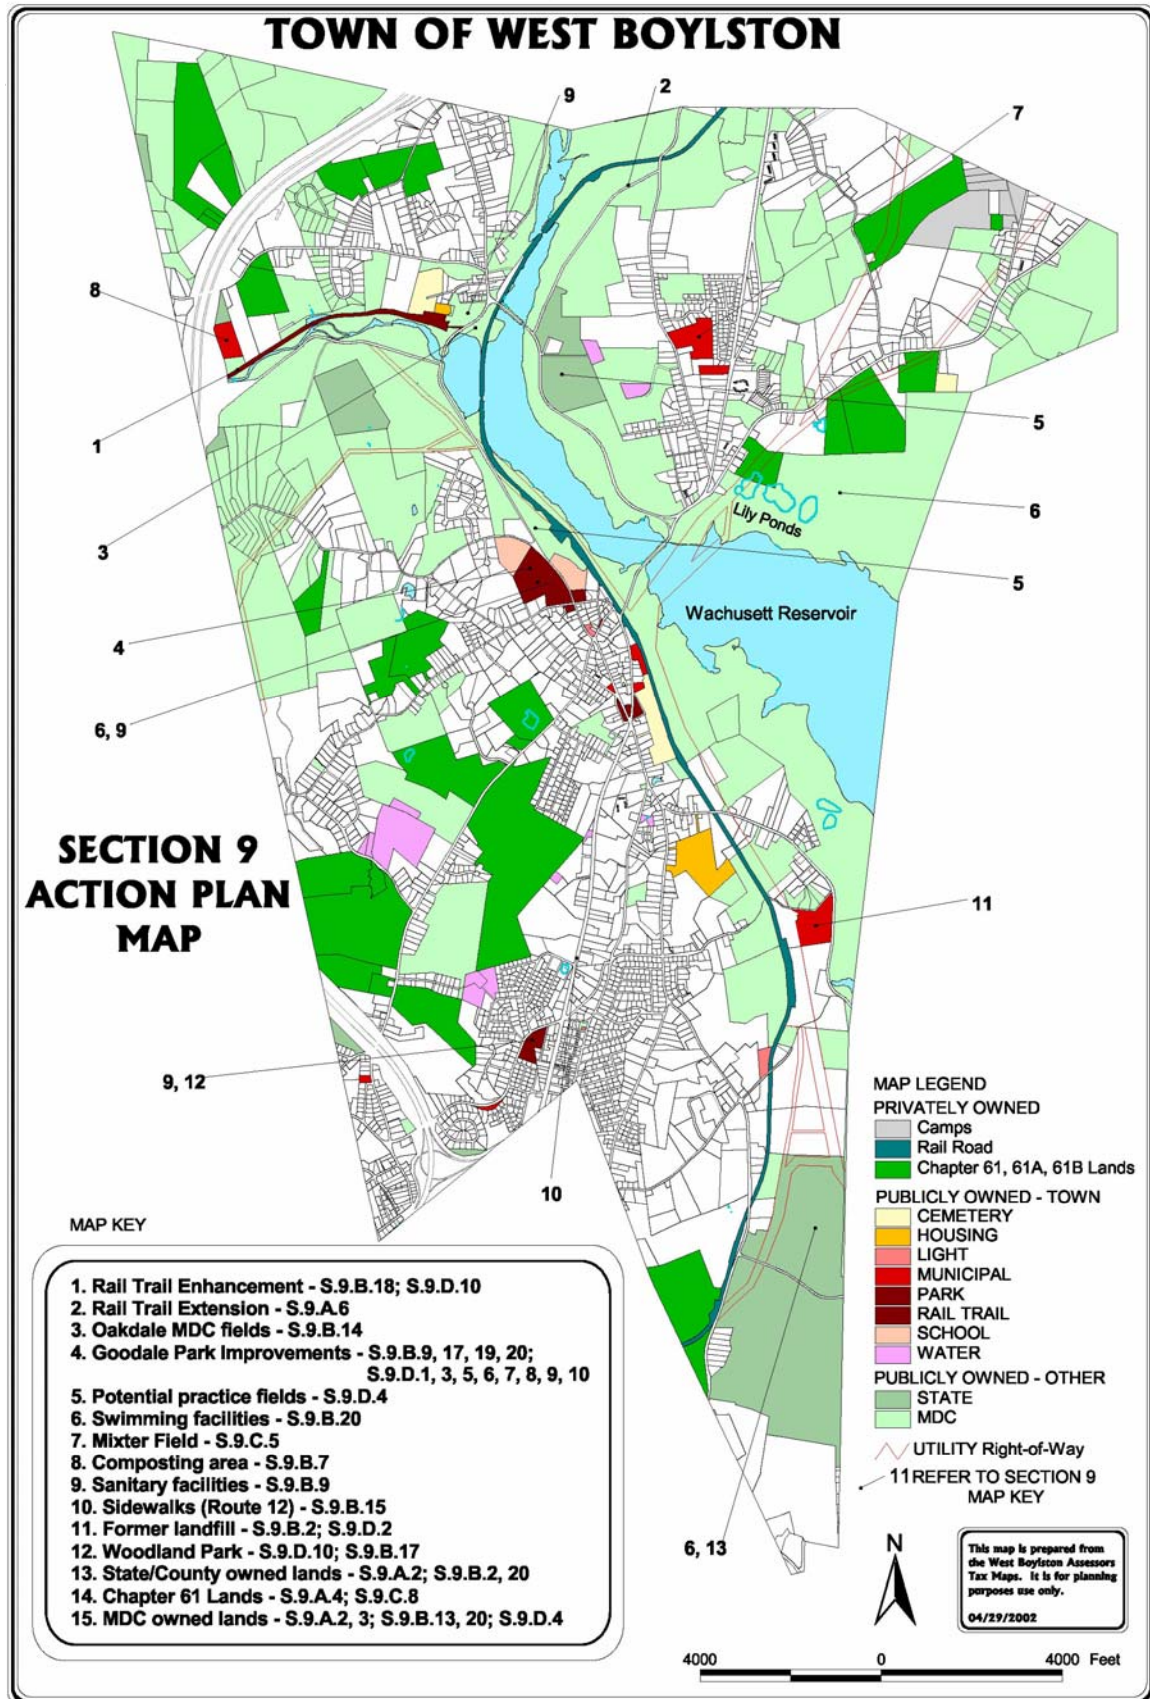 TOWN OF WEST BOYLSTON
9
2
7
8
1
3
5
6
Lily Ponds
5
Wachusett Reservoir
4
6, 9
SECTION 9
ACTION PLAN
MAP
11
9, 12
10
6, 13
MAP LEGEND
PRIVATELY OWNED
Camps
Rail Road
Chapter 61, 61A, 61B Lands
PUBLICLY OWNED - TOWN
CEMETERY
HOUSING
LIGHT
MUNICIPAL
PARK
RAIL TRAIL
SCHOOL
WATER
PUBLICLY OWNED - OTHER
STATE
MDC
UTILITY Right-of-Way
11 REFER TO SECTION 9
MAP KEY
MAP KEY
1. Rail Trail Enhancement - S.9.B.18; S.9.D.10
2. Rail Trail Extension - S.9.A.6
3. Oakdale MDC fields - S.9.B.14
4. Goodale Park Improvements - S.9.B.9, 17, 19, 20;
S.9.D.1, 3, 5, 6, 7, 8, 9, 10
5. Potential practice fields - S.9.D.4
6. Swimming facilities - S.9.B.20
7. Mixter Field - S.9.C.5
8. Composting area - S.9.B.7
9. Sanitary facilities - S.9.B.9
10. Sidewalks (Route 12) - S.9.B.15
11. Former landfill - S.9.B.2; S.9.D.2
12. Woodland Park - S.9.D.10; S.9.B.17
13. State/County owned lands - S.9.A.2; S.9.B.2, 20
14. Chapter 61 Lands - S.9.A.4; S.9.C.8
15. MDC owned lands - S.9.A.2, 3; S.9.B.13, 20; S.9.D.4
N
This map is prepared from
the West Boylston Assessors
Tax Maps. It is for planning
purposes use only.
04/29/2002
4000 0 4000 Feet